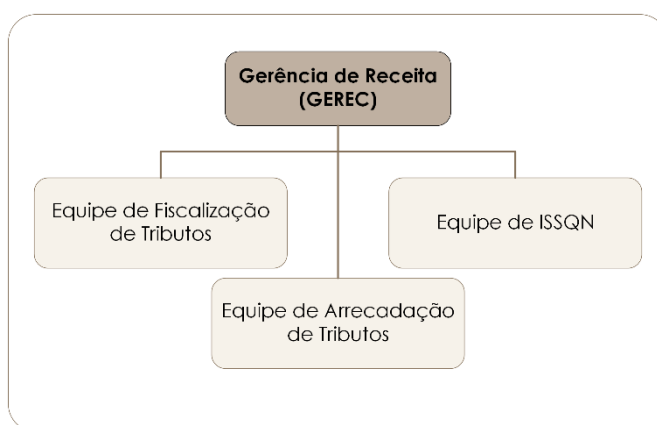 Gerência de Receita
(GEREC)
Equipe de Fiscalização
de Tributos
Equipe de ISSQN
Equipe de Arrecadação
de Tributos